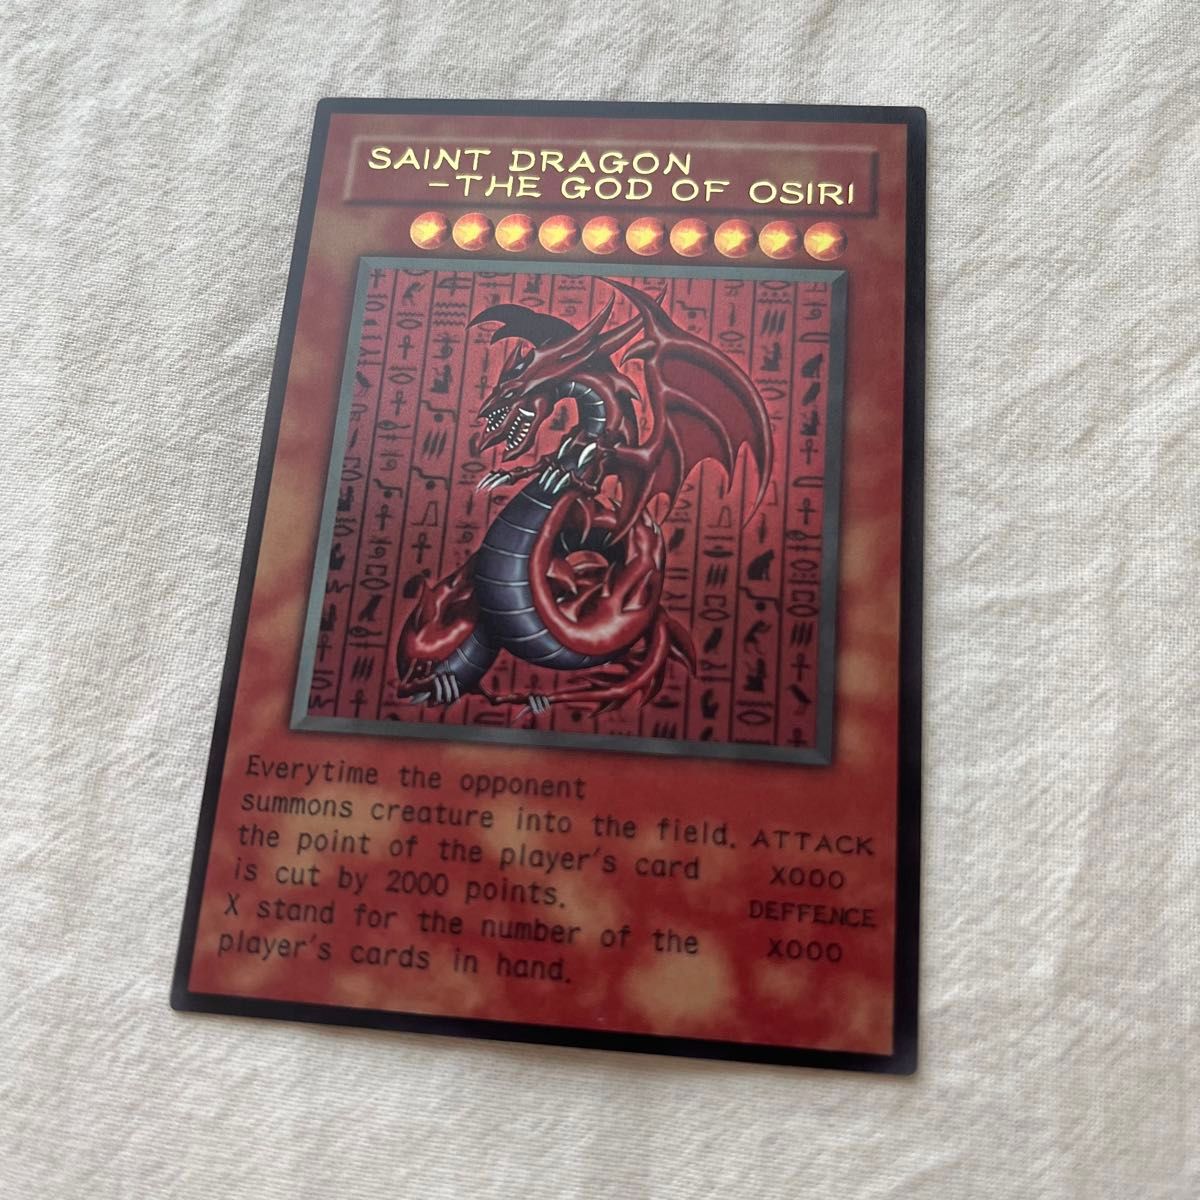 SAINT DRAGON
-THE GOD OF OSIRI
Everytime the opponent
summons creature into the field.
the point of the player's card
is cut by 2000 points.
X stand for the number of the
player's cards in hand.
ATTACK
X000
DEFFENCE
X000